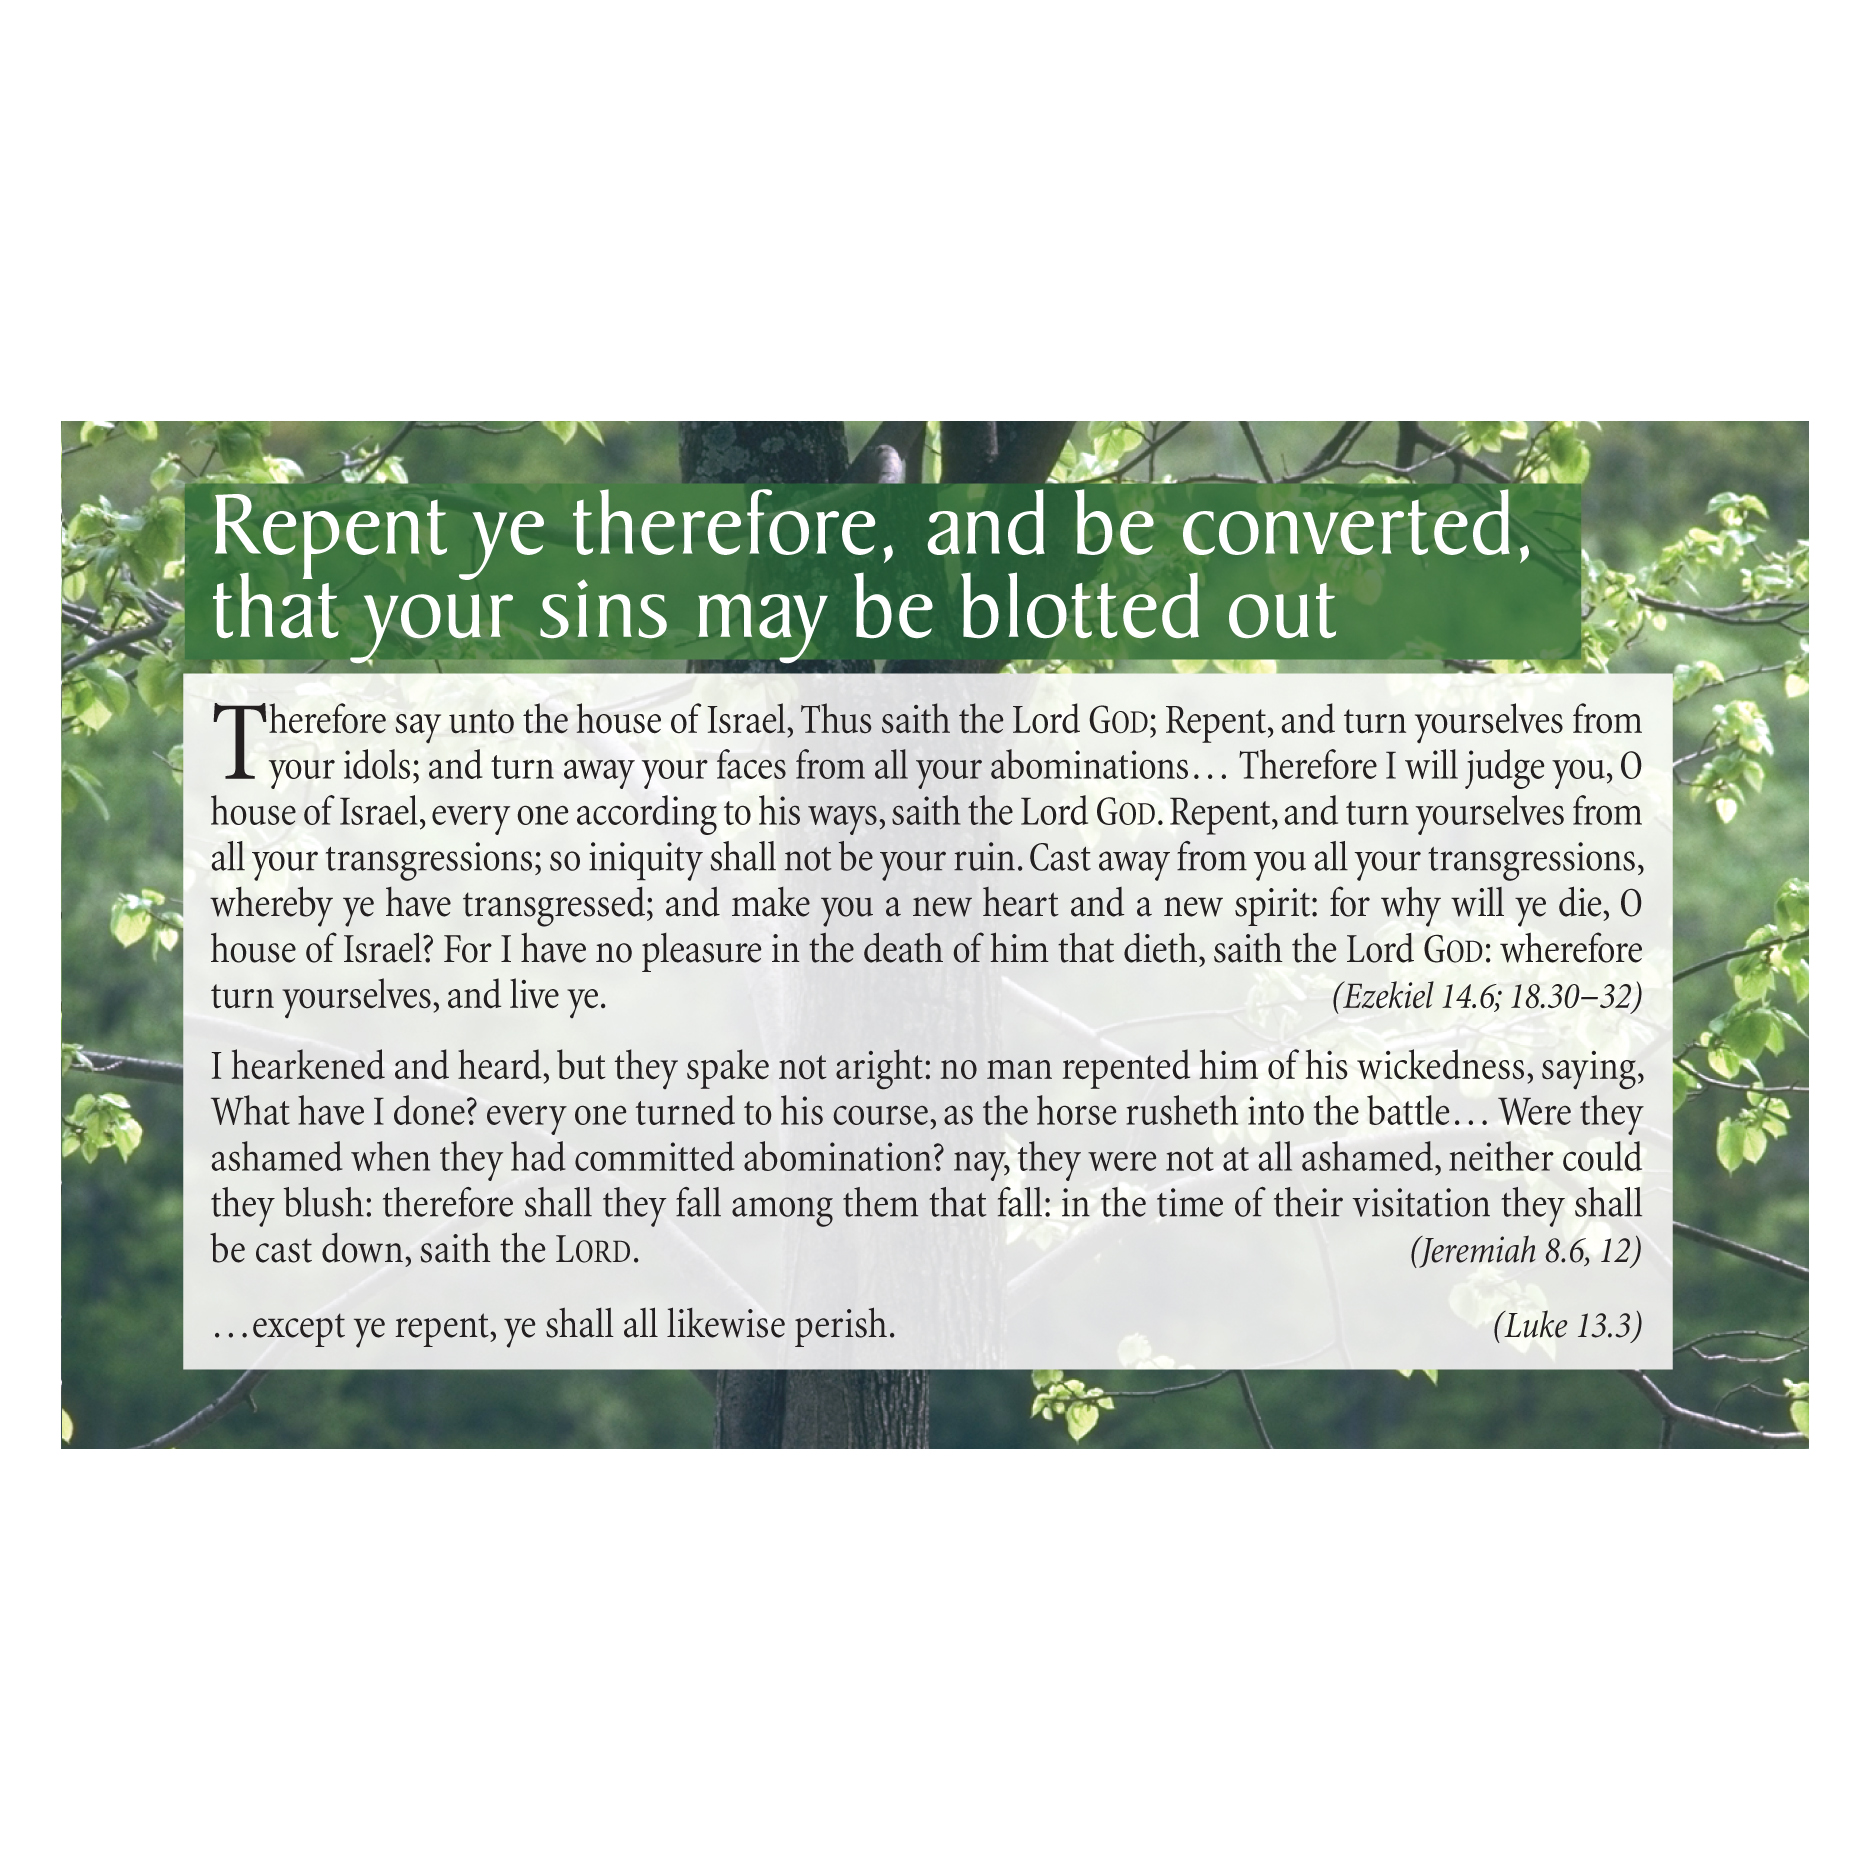 Repent ye therefore, and be converted,
that your sins may be blotted out
Therefore say unto the house of Israel, Thus saith the Lord GOD; Repent, and turn yourselves from
your idols; and turn away your faces from all your abominations… Therefore I will judge you, O
house of Israel, every one according to his ways, saith the Lord GOD. Repent, and turn yourselves from
all your transgressions; so iniquity shall not be your ruin. Cast away from you all your transgressions,
whereby ye have transgressed; and make you a new heart and a new spirit: for why will ye die, O
house of Israel? For I have no pleasure in the death of him that dieth, saith the Lord GOD: wherefore
turn yourselves, and live ye. (Ezekiel 14.6; 18.30–32)
I hearkened and heard, but they spake not aright: no man repented him of his wickedness, saying,
What have I done? every one turned to his course, as the horse rusheth into the battle… Were they
ashamed when they had committed abomination? nay, they were not at all ashamed, neither could
they blush: therefore shall they fall among them that fall: in the time of their visitation they shall
be cast down, saith the LORD. (Jeremiah 8.6, 12)
…except ye repent, ye shall all likewise perish. (Luke 13.3)